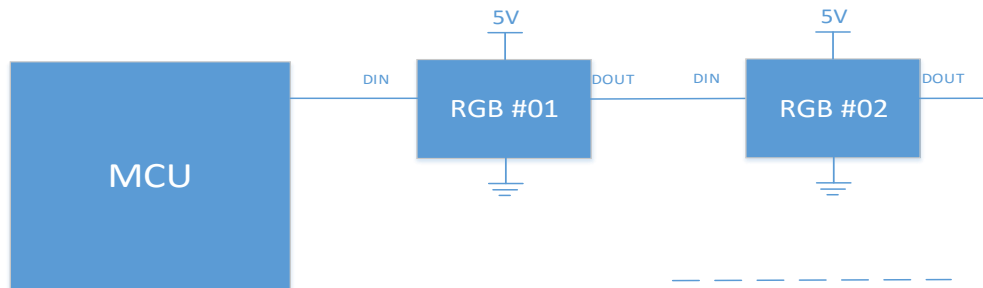 5V
5V
DIN
DOUT
DIN
DOUT
RGB #01
RGB #02
MCU